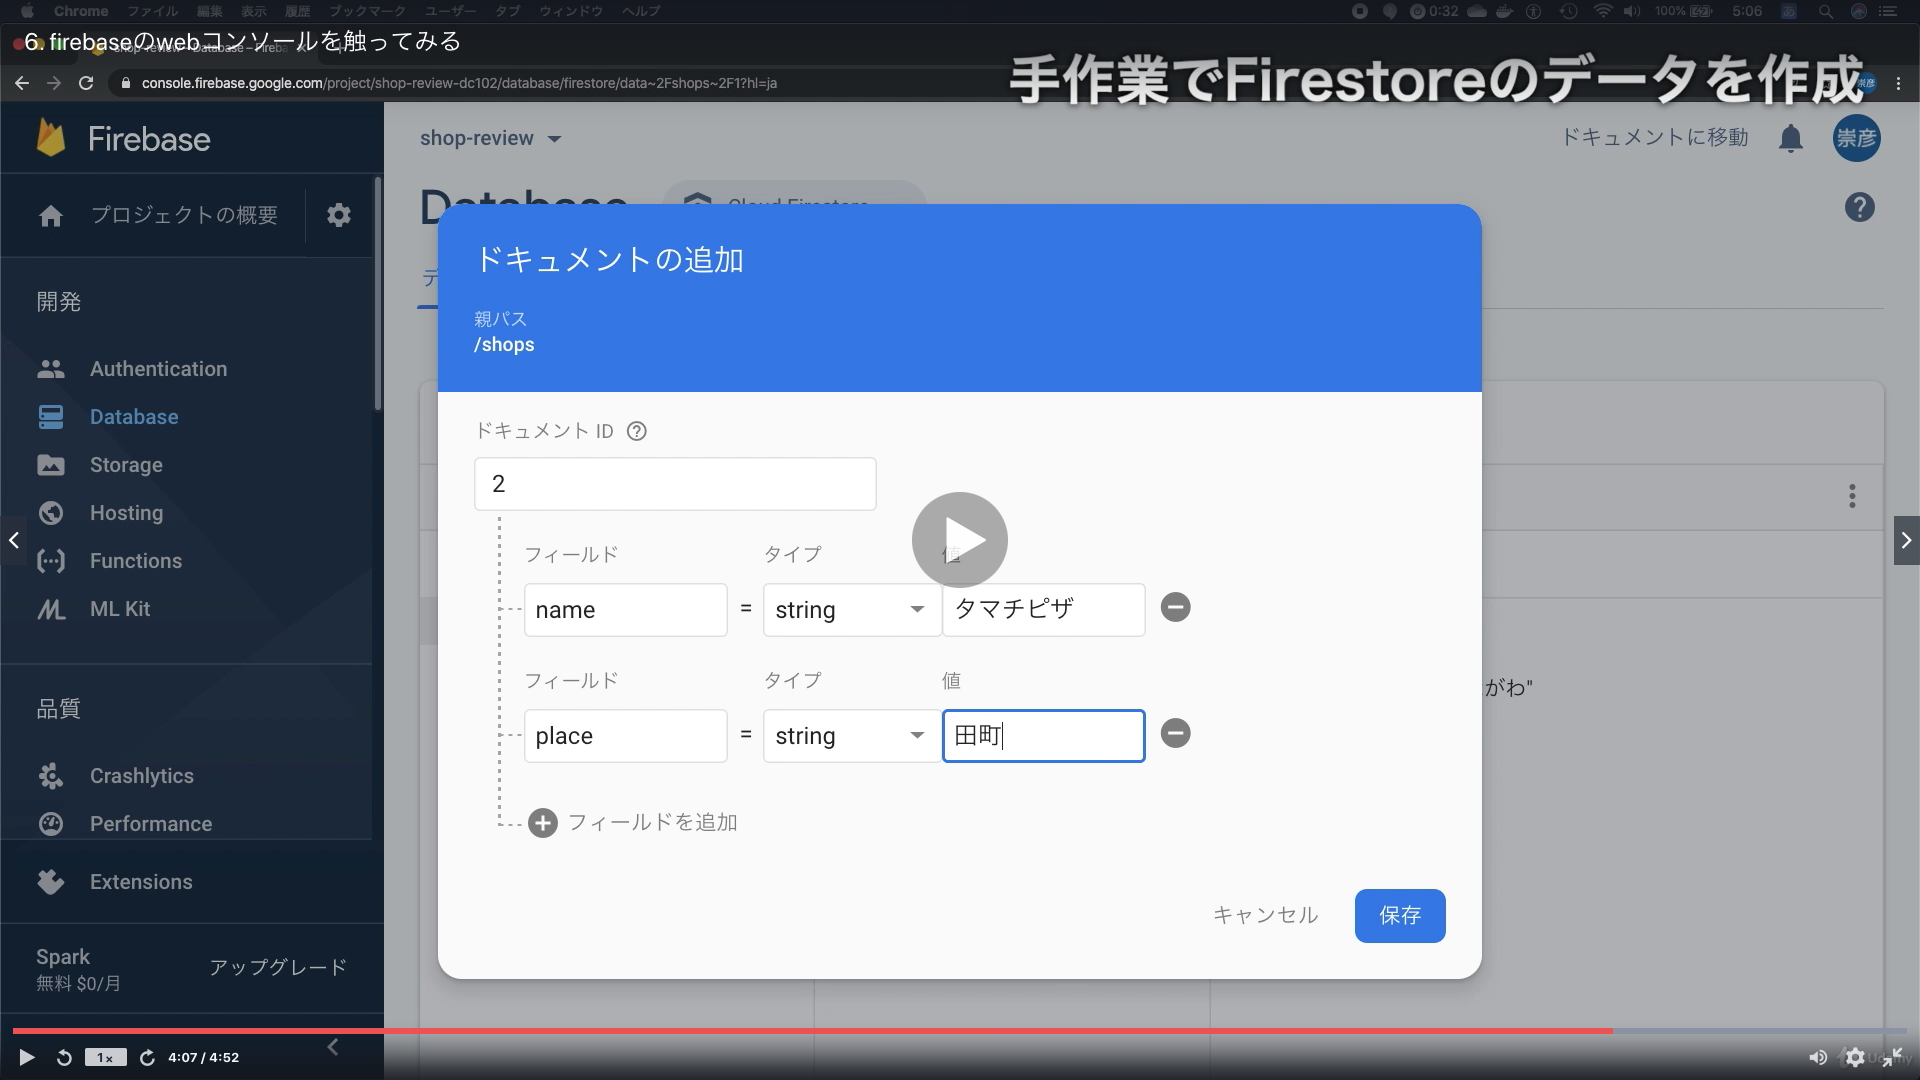 Chrome ファイル 編集 表示 履歴 ブックマーク ユーザー タブ ウィンドウ ヘルプ 0:32 100% 5:06 あ
6. firebaseのwebコンソールを触ってみる
手作業でFirestoreのデータを作成
console.firebase.google.com/project/shop-review-dc102/database/firestore/data~2Fshops~2F1?hl=ja
Firebase
shop-review
ドキュメントに移動
崇彦
Database
Cloud Firestore
プロジェクトの概要
ドキュメントの追加
デ
開発
親パス
/shops
Authentication
Database
Storage
Hosting
Functions
ML Kit
品質
Crashlytics
Performance
Extensions
Spark
無料 $0/月
アップグレード
ドキュメント ID
2
フィールド タイプ 値
name = string タマチピザ
フィールド タイプ 値
place = string 田町
がわ"
フィールドを追加
キャンセル 保存
1x 4:07 / 4:52